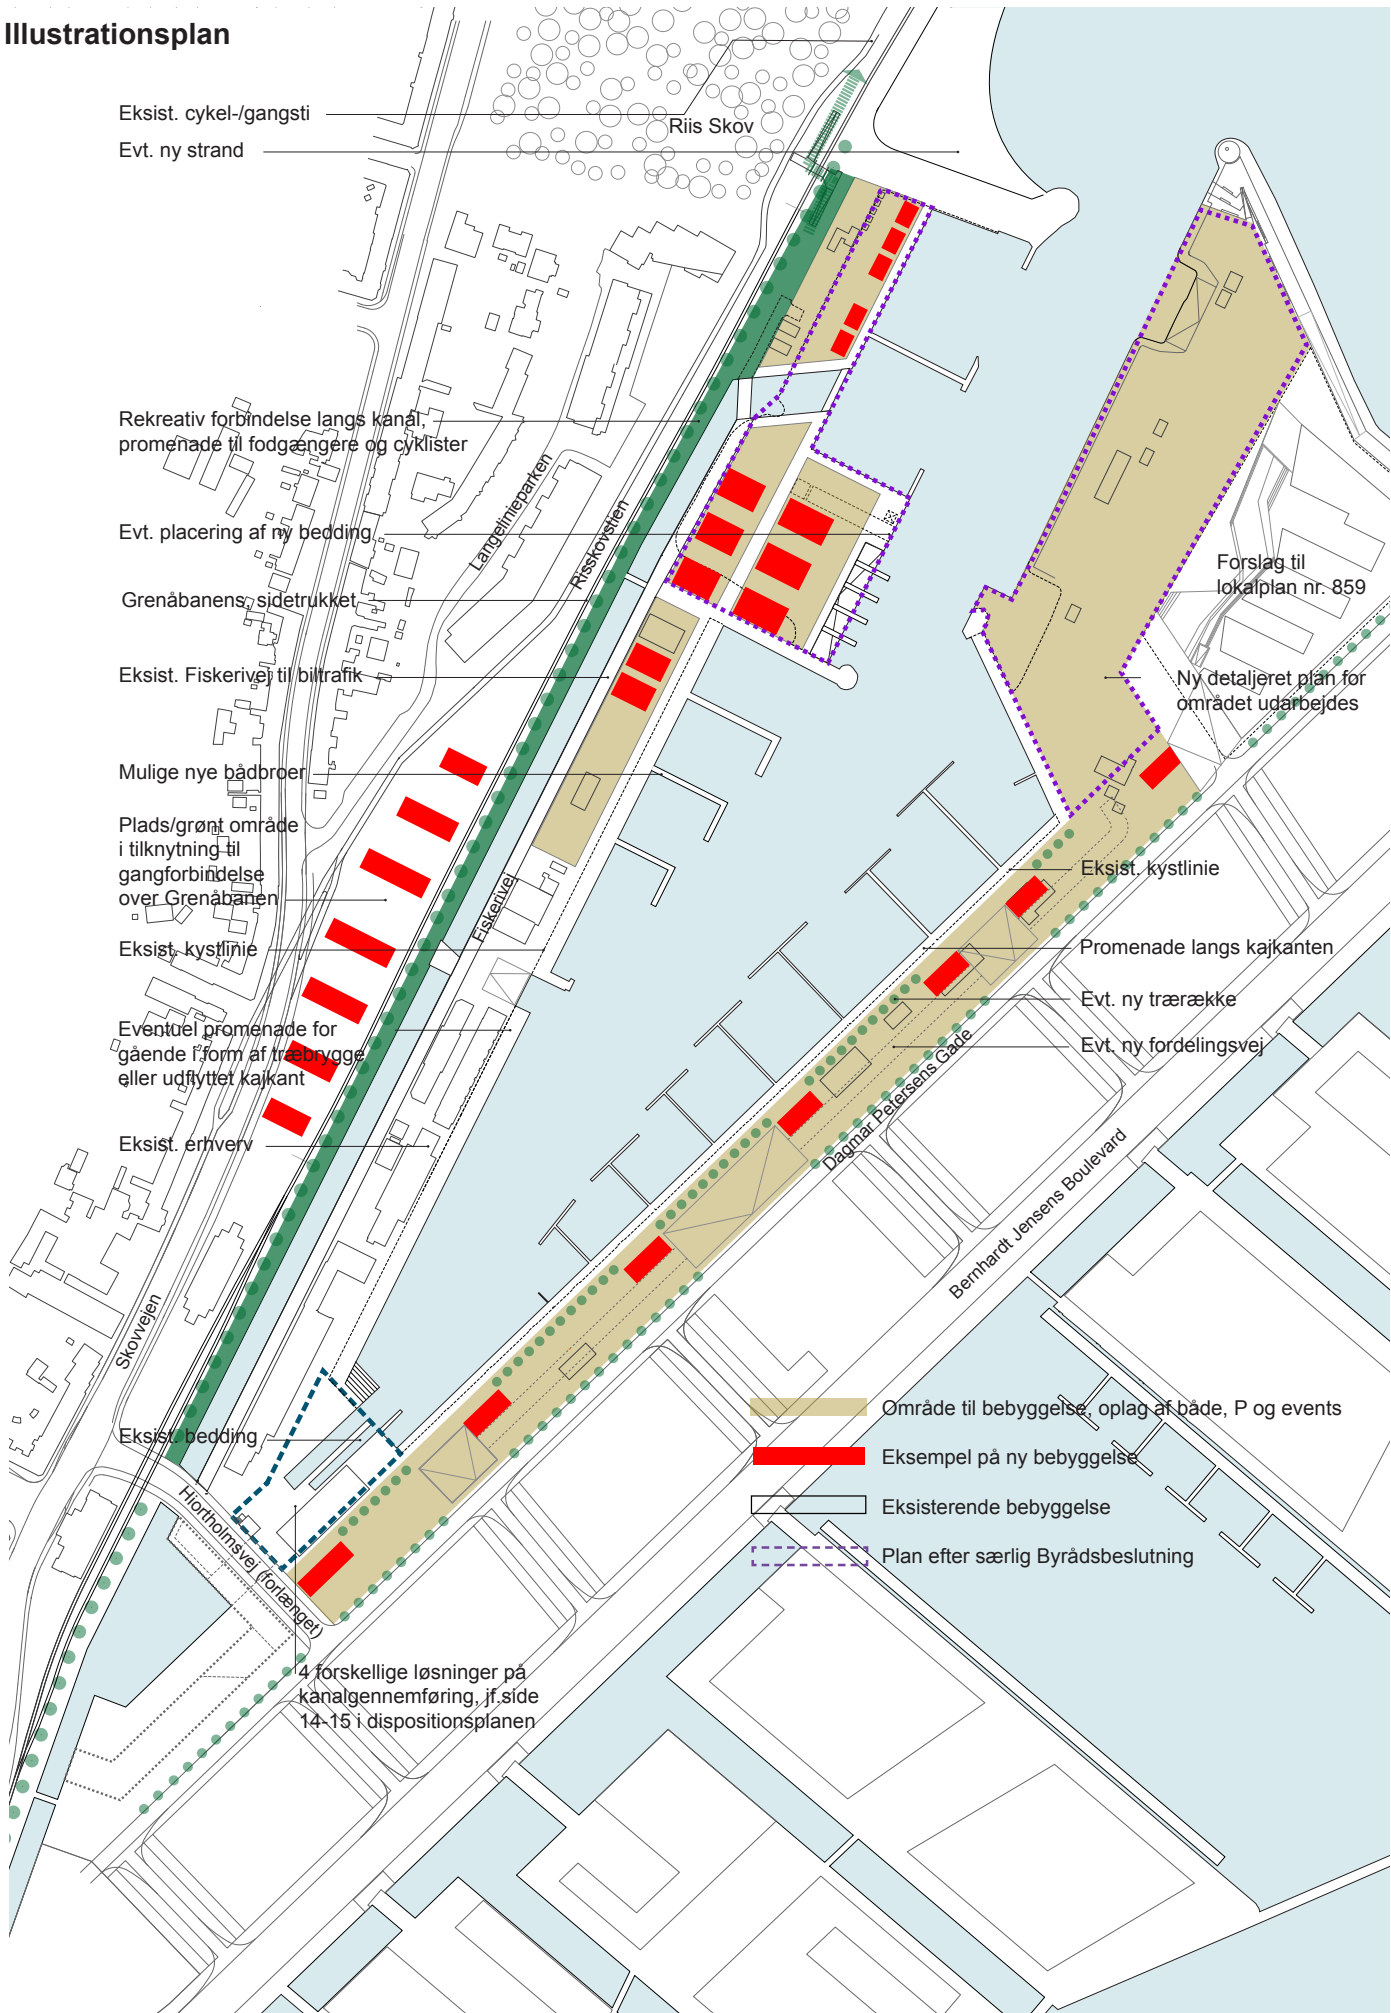 Illustrationsplan
Eksist. cykel-/gangsti
Riis Skov
Evt. ny strand
Rekreativ forbindelse langs kanal,
promenade til fodgængere og cyklister
Langelinieparken
Risskovstien
Evt. placering af ny bedding
Forslag til
lokalplan nr. 859
Grenåbanens, sidetrukket
Eksist. Fiskerivej til biltrafik
Ny detaljeret plan for
området udarbejdes
Mulige nye bådbroer
Plads/grønt område
i tilknytning til
gangforbindelse
over Grenåbanen
Eksist. kystlinie
Fiskerivej
Eksist. kystlinie
Promenade langs kajkanten
Evt. ny trærække
Evt. ny fordelingsvej
Eventuel promenade for
gående i form af træbrygge
eller udflyttet kajkant
Dagmar Petersens Gade
Bernhardt Jensens Boulevard
Eksist. erhverv
Skovvejen
Eksist. bedding
Hjortholmsvej (forlænget)
Område til bebyggelse, oplag af både, P og events
Eksempel på ny bebyggelse
Eksisterende bebyggelse
Plan efter særlig Byrådsbeslutning
4 forskellige løsninger på
kanalgennemføring, jf.side
14-15 i dispositionsplanen